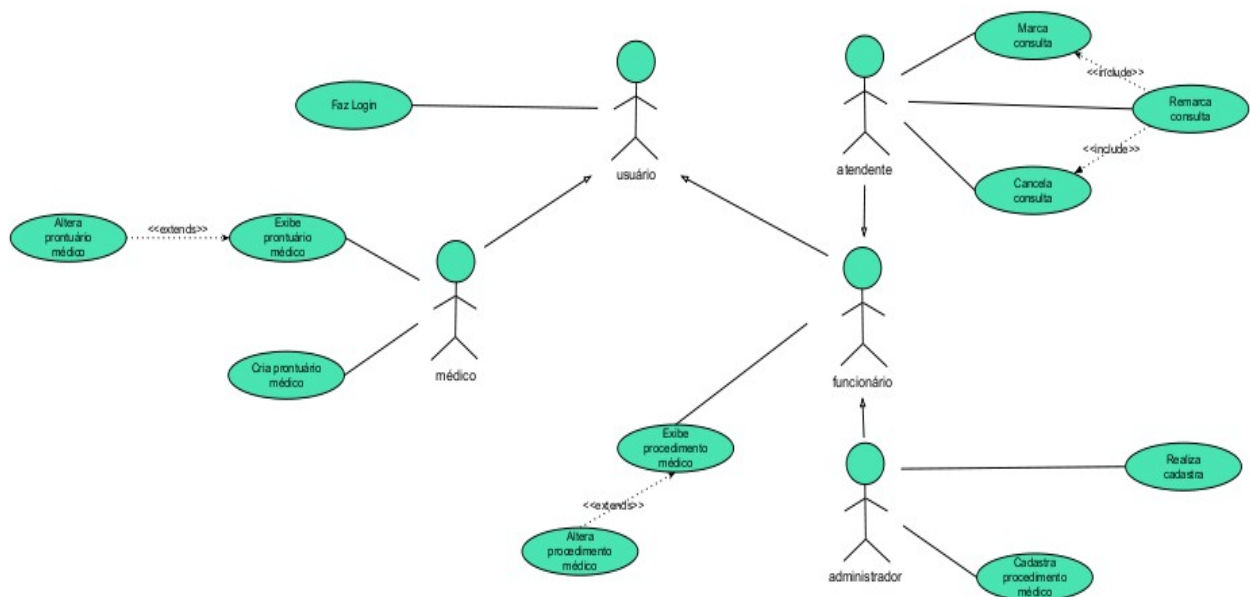 Marca
consulta
<<include>>
Faz Login
Remarca
consulta
<<include>>
usuário
atendente
Cancela
consulta
Altera
prontuário
médico
<<extends>>
Exibe
prontuário
médico
Cria prontuário
médico
médico
funcionário
Exibe
procedimento
médico
Realiza
cadastra
<<extends>>
Altera
procedimento
médico
administrador
Cadastra
procedimento
médico